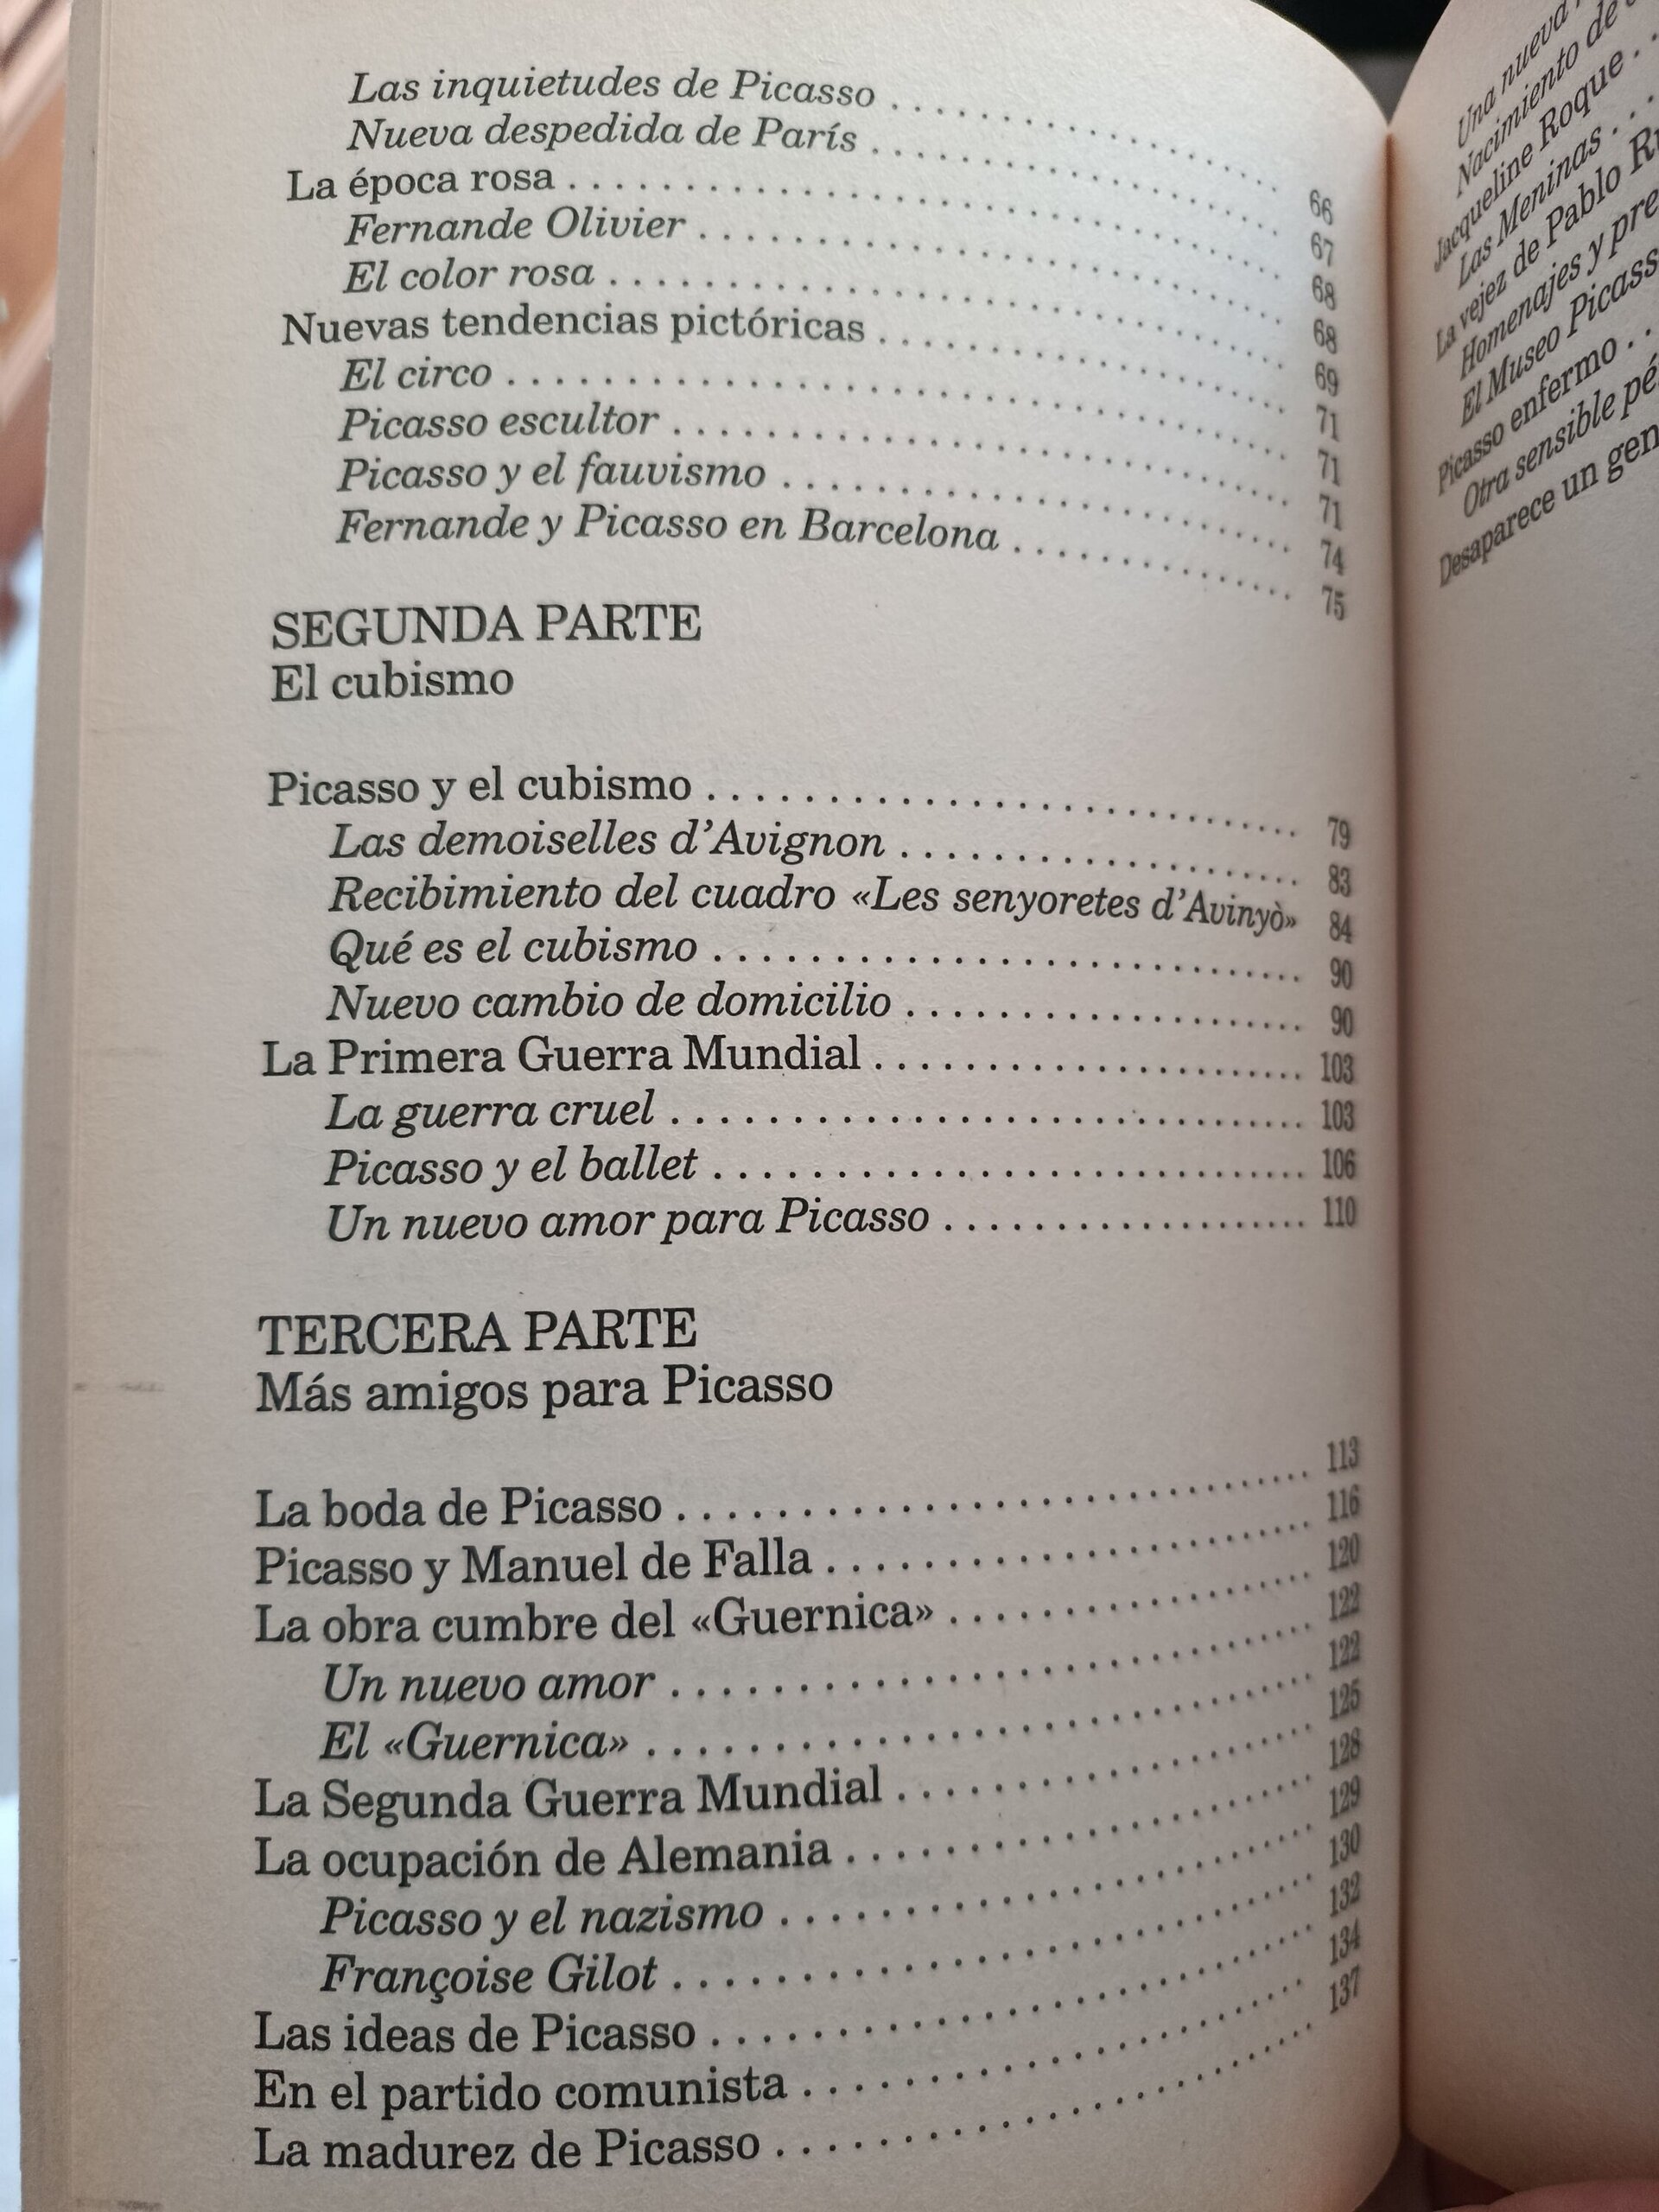 Las inquietudes de Picasso . . . . . . . . . . . . . . . . . . 66
Nueva despedida de París . . . . . . . . . . . . . . . . . . 67
La época rosa . . . . . . . . . . . . . . . . . . . . . . . . . . . . . 68
Fernande Olivier . . . . . . . . . . . . . . . . . . . . . . . . . . 68
El color rosa . . . . . . . . . . . . . . . . . . . . . . . . . . . . . 69
Nuevas tendencias pictóricas . . . . . . . . . . . . . . . . . . 71
El circo . . . . . . . . . . . . . . . . . . . . . . . . . . . . . . . . . 71
Picasso escultor . . . . . . . . . . . . . . . . . . . . . . . . . . . 71
Picasso y el fauvismo . . . . . . . . . . . . . . . . . . . . . . 74
Fernande y Picasso en Barcelona . . . . . . . . . . . . . 75
SEGUNDA PARTE
El cubismo
Picasso y el cubismo . . . . . . . . . . . . . . . . . . . . . . . . . 79
Las demoiselles d’Avignon . . . . . . . . . . . . . . . . . . 83
Recibimiento del cuadro «Les senyoretes d’Avinyò» 84
Qué es el cubismo . . . . . . . . . . . . . . . . . . . . . . . . . 90
Nuevo cambio de domicilio . . . . . . . . . . . . . . . . . . 90
La Primera Guerra Mundial . . . . . . . . . . . . . . . . . . . 103
La guerra cruel . . . . . . . . . . . . . . . . . . . . . . . . . . . 103
Picasso y el ballet . . . . . . . . . . . . . . . . . . . . . . . . . 106
Un nuevo amor para Picasso . . . . . . . . . . . . . . . . . 110
TERCERA PARTE
Más amigos para Picasso
La boda de Picasso . . . . . . . . . . . . . . . . . . . . . . . . . . 113
Picasso y Manuel de Falla . . . . . . . . . . . . . . . . . . . . 116
La obra cumbre del «Guernica» . . . . . . . . . . . . . . . . 120
Un nuevo amor . . . . . . . . . . . . . . . . . . . . . . . . . . . 122
El «Guernica» . . . . . . . . . . . . . . . . . . . . . . . . . . . . 122
La Segunda Guerra Mundial . . . . . . . . . . . . . . . . . . 125
La ocupación de Alemania . . . . . . . . . . . . . . . . . . . . 128
Picasso y el nazismo . . . . . . . . . . . . . . . . . . . . . . . 129
Françoise Gilot . . . . . . . . . . . . . . . . . . . . . . . . . . . 130
Las ideas de Picasso . . . . . . . . . . . . . . . . . . . . . . . . . 132
En el partido comunista . . . . . . . . . . . . . . . . . . . . . . 134
La madurez de Picasso . . . . . . . . . . . . . . . . . . . . . . . 137
Una nueva
Nacimiento de
Jacqueline Roque . .
Las Meninas . . .
La vejez de Pablo
Homenajes y
El Museo
Picasso enfermo . .
Otra sensible
Desaparece un